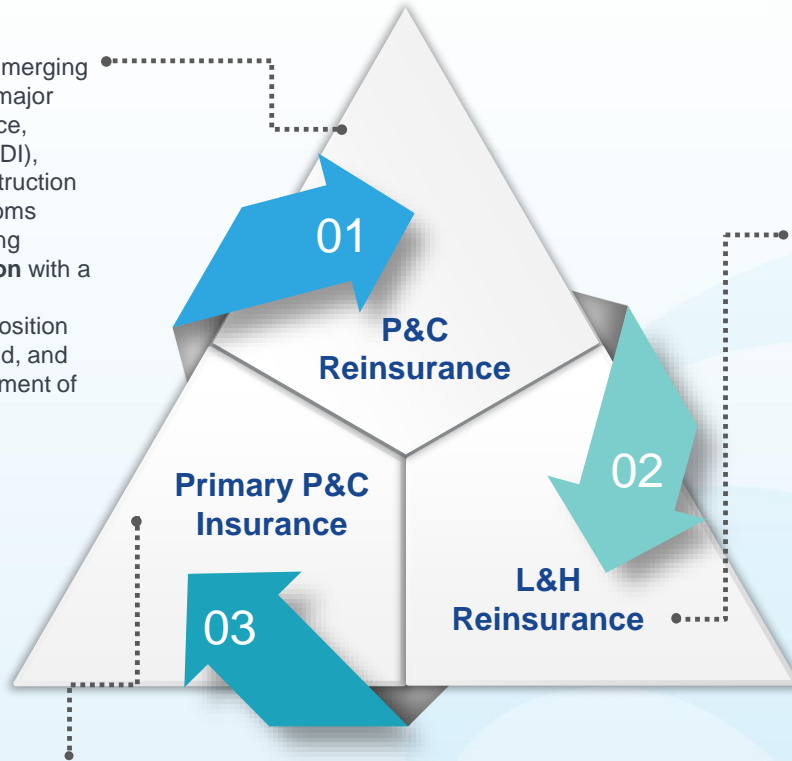 merging
major
ce,
DI),
truction
oms
ng
on with a
osition
d, and
ment of
01
P&C
Reinsurance
02
Primary P&C
Insurance
L&H
Reinsurance
03